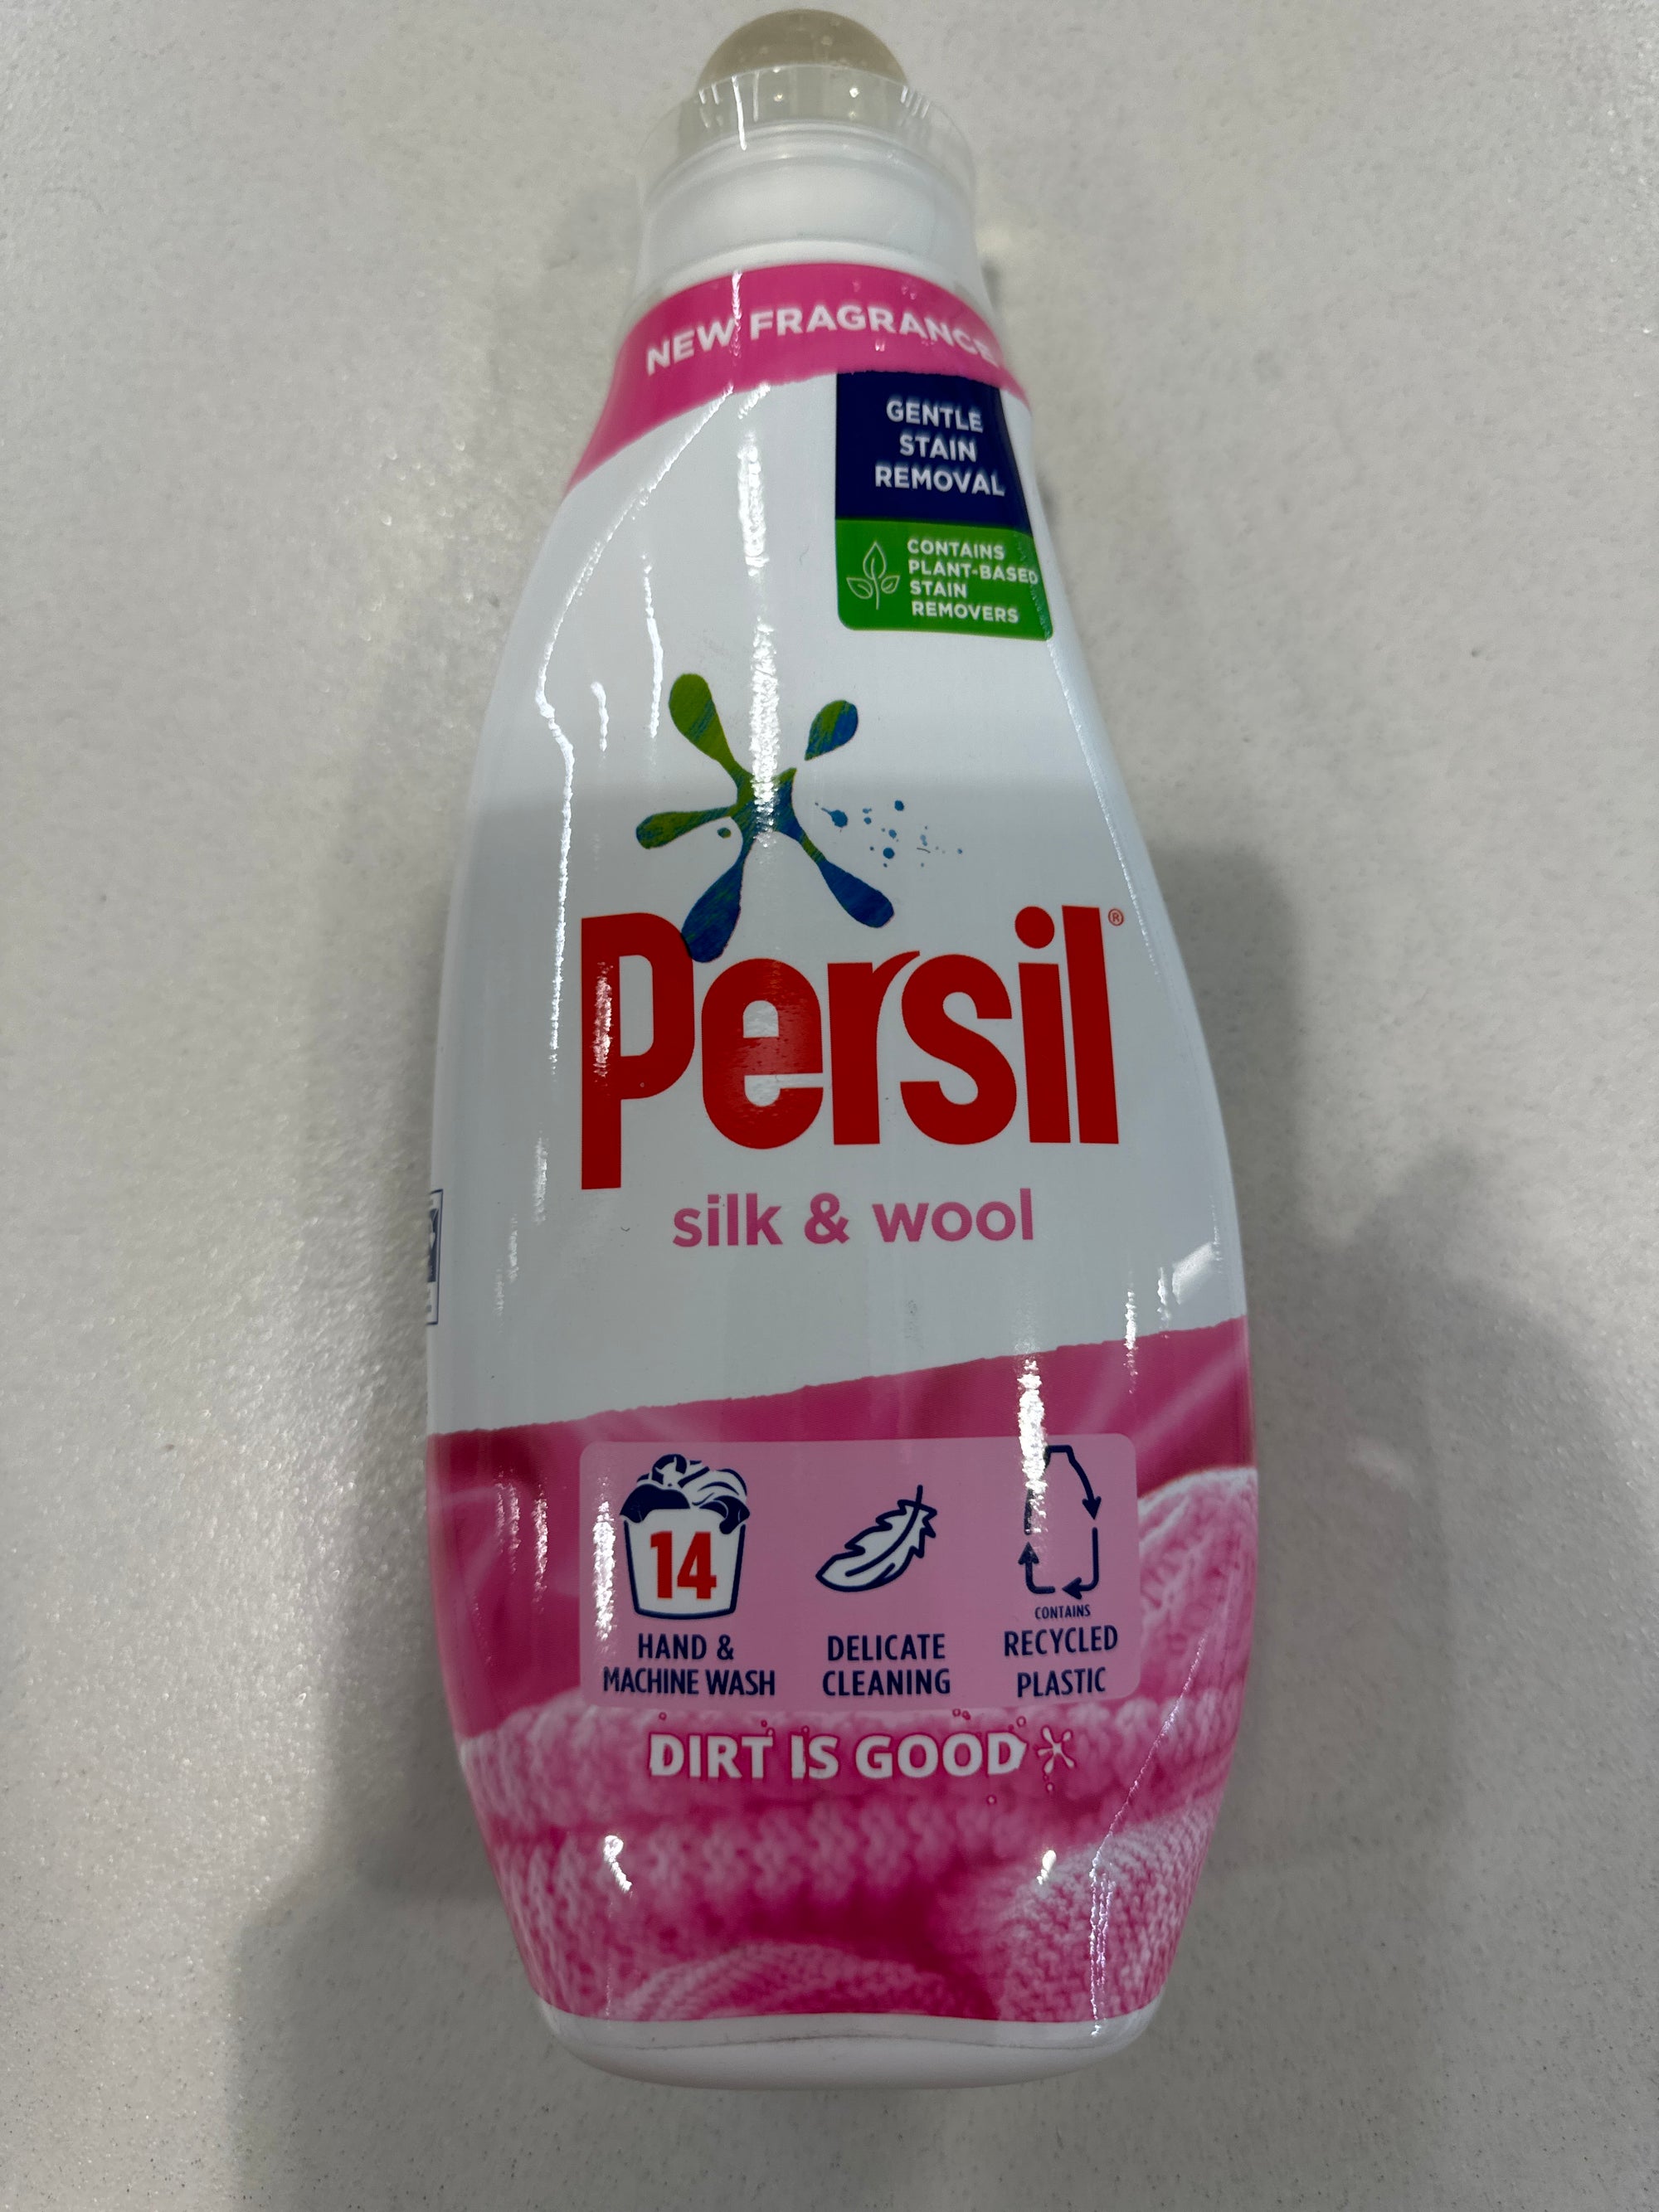 NEW FRAGRANCE
GENTLE
STAIN
REMOVAL
CONTAINS
PLANT-BASED
STAIN
REMOVERS
Persil®
silk & wool
14
HAND &
MACHINE WASH
DELICATE
CLEANING
CONTAINS
RECYCLED
PLASTIC
DIRT IS GOOD